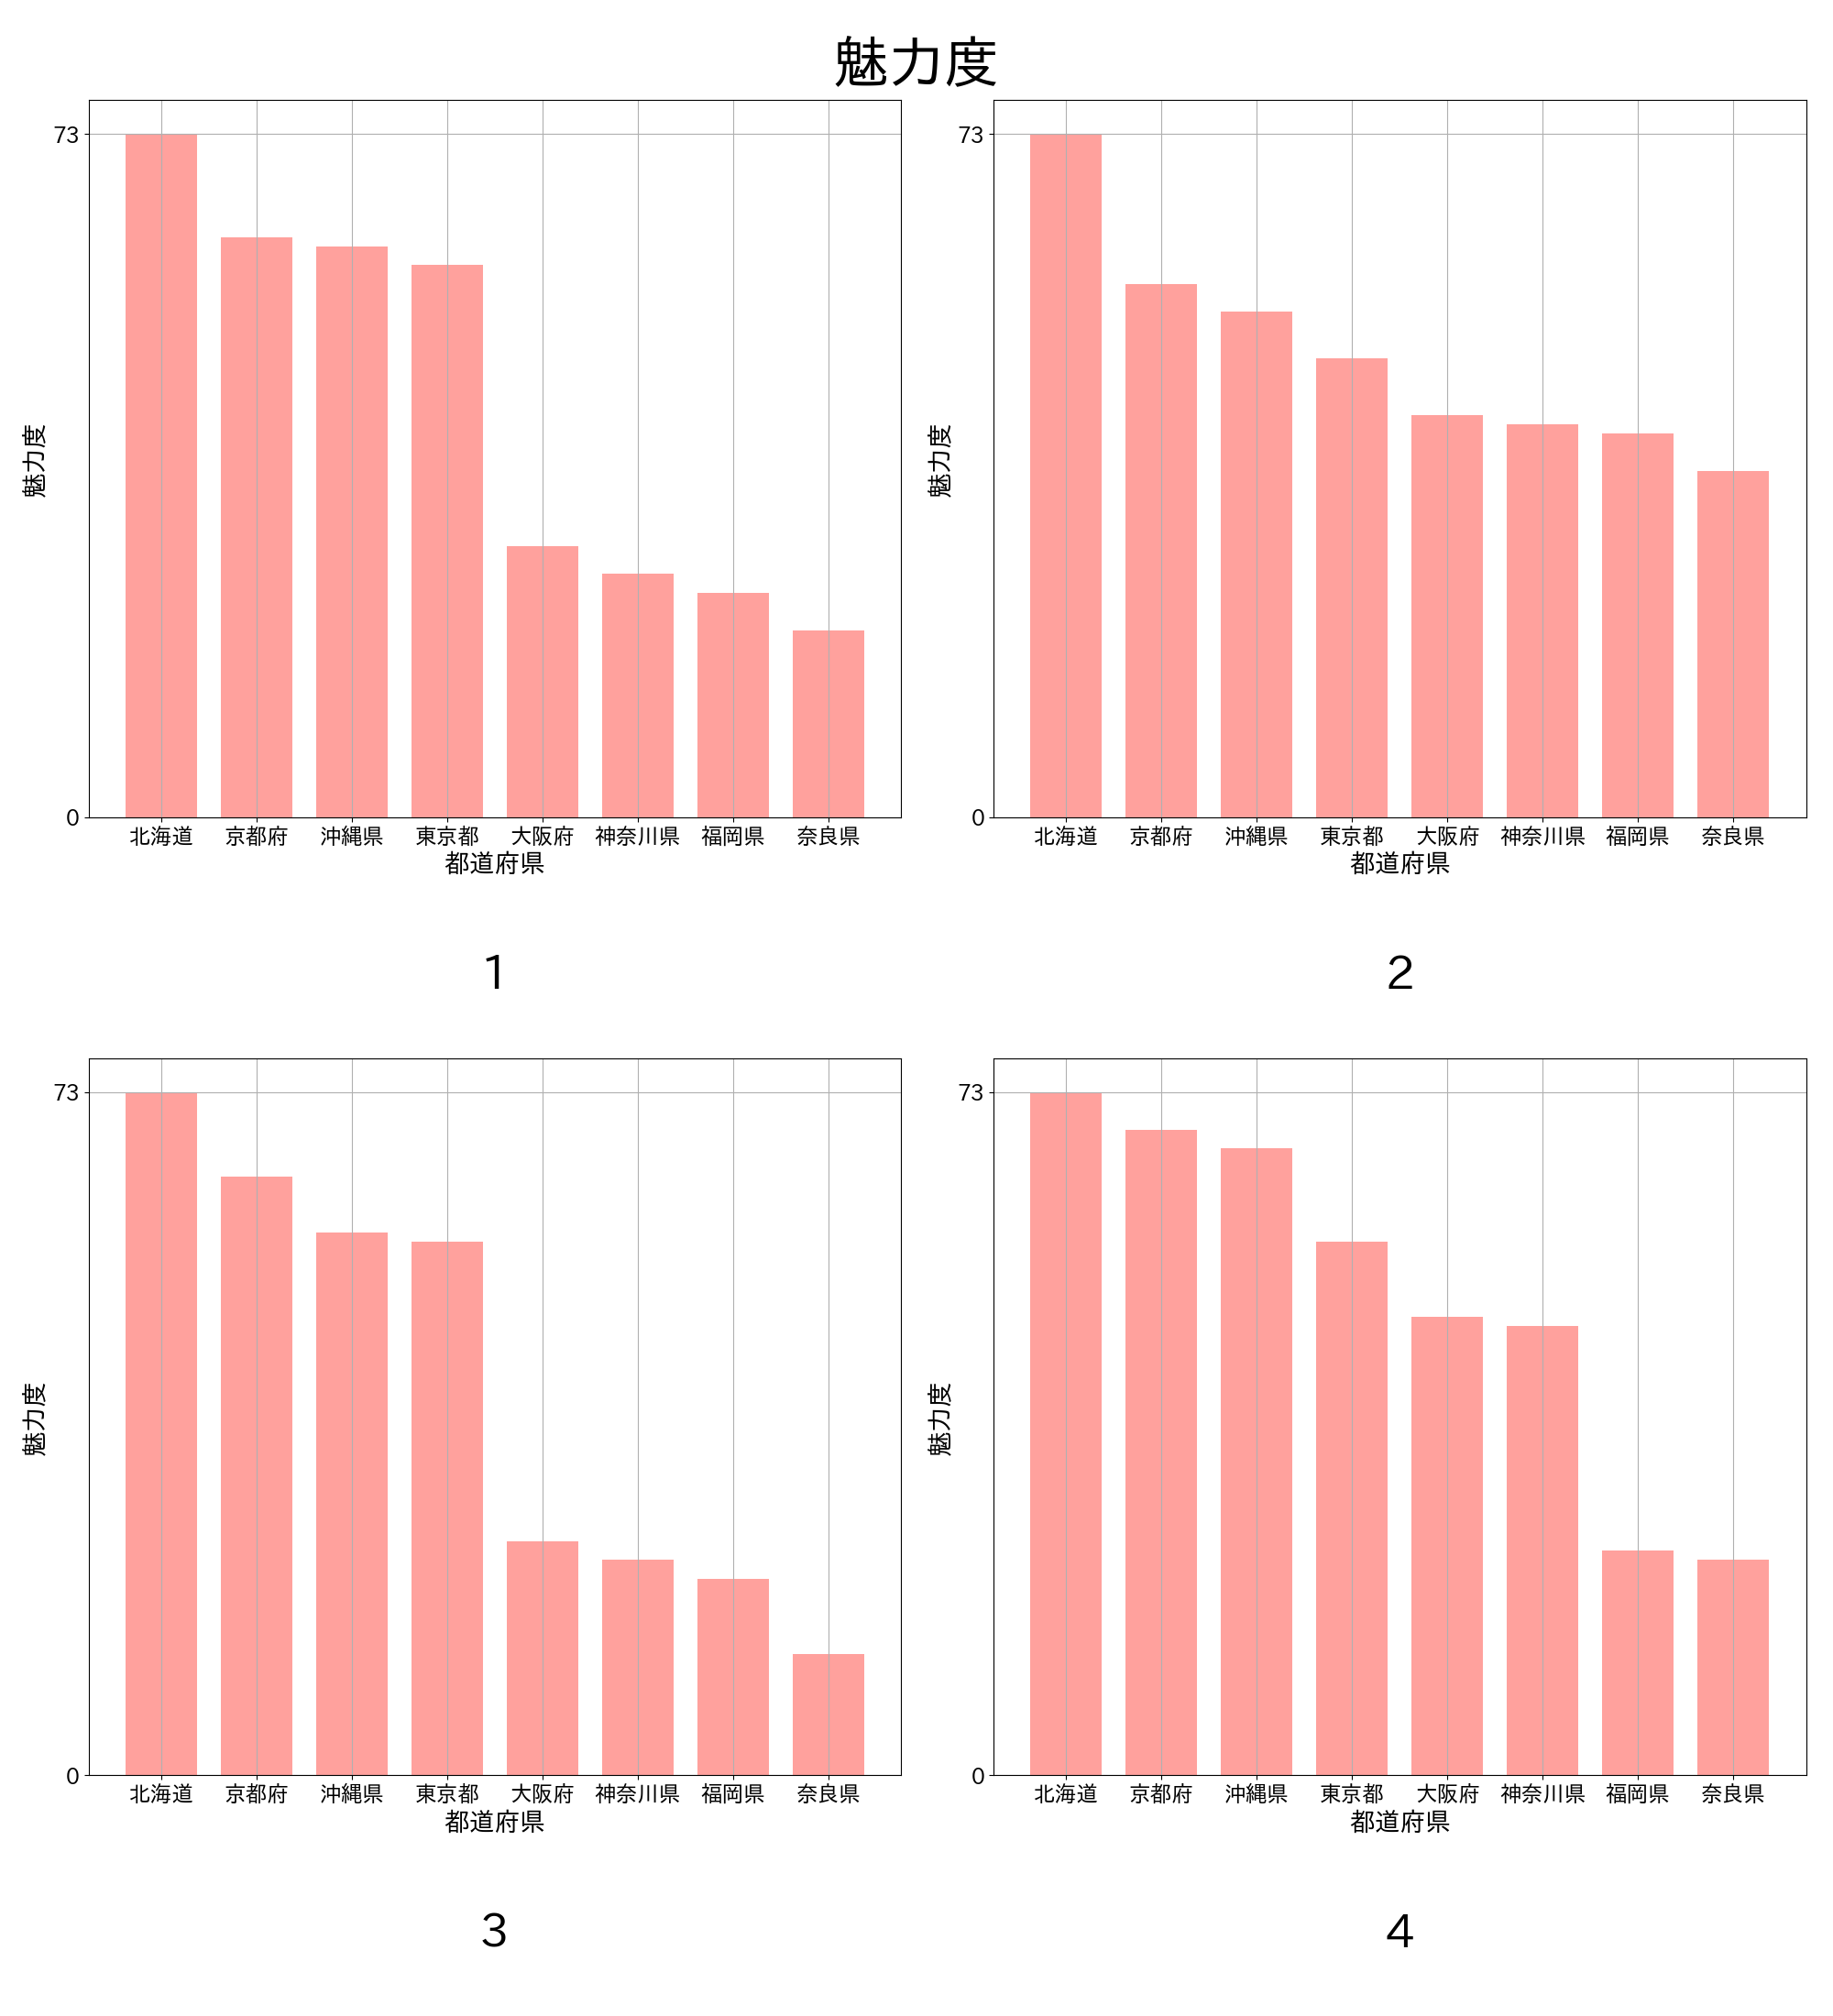 魅力度
73
0
魅力度
北海道 京都府 沖縄県 東京都 大阪府 神奈川県 福岡県 奈良県
都道府県
1
73
0
魅力度
北海道 京都府 沖縄県 東京都 大阪府 神奈川県 福岡県 奈良県
都道府県
2
73
0
魅力度
北海道 京都府 沖縄県 東京都 大阪府 神奈川県 福岡県 奈良県
都道府県
3
73
0
魅力度
北海道 京都府 沖縄県 東京都 大阪府 神奈川県 福岡県 奈良県
都道府県
4